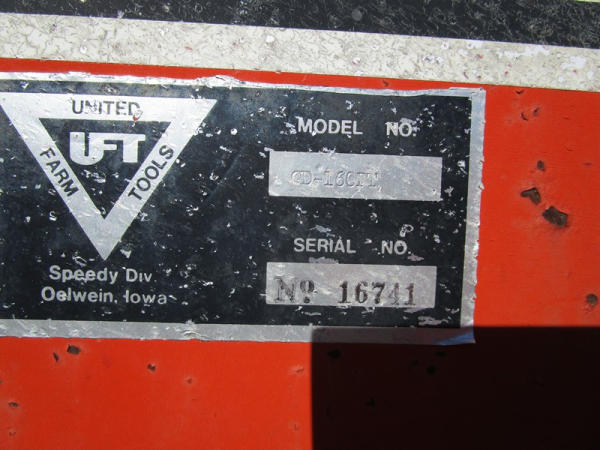 UNITED
UFT
FARM
TOOLS
Speedy Div
Oelwein, Iowa
MODEL NO.
SERIAL NO.
Nº 16741